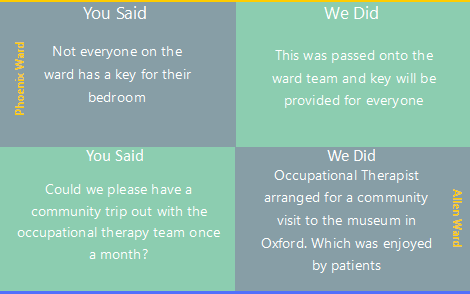 You Said
Phoenix Ward
Not everyone on the
ward has a key for their
bedroom
We Did
This was passed onto the
ward team and key will be
provided for everyone
You Said
Could we please have a
community trip out with the
occupational therapy team once
a month?
We Did
Occupational Therapist
arranged for a community
visit to the museum in
Oxford. Which was enjoyed
by patients
Allen Ward